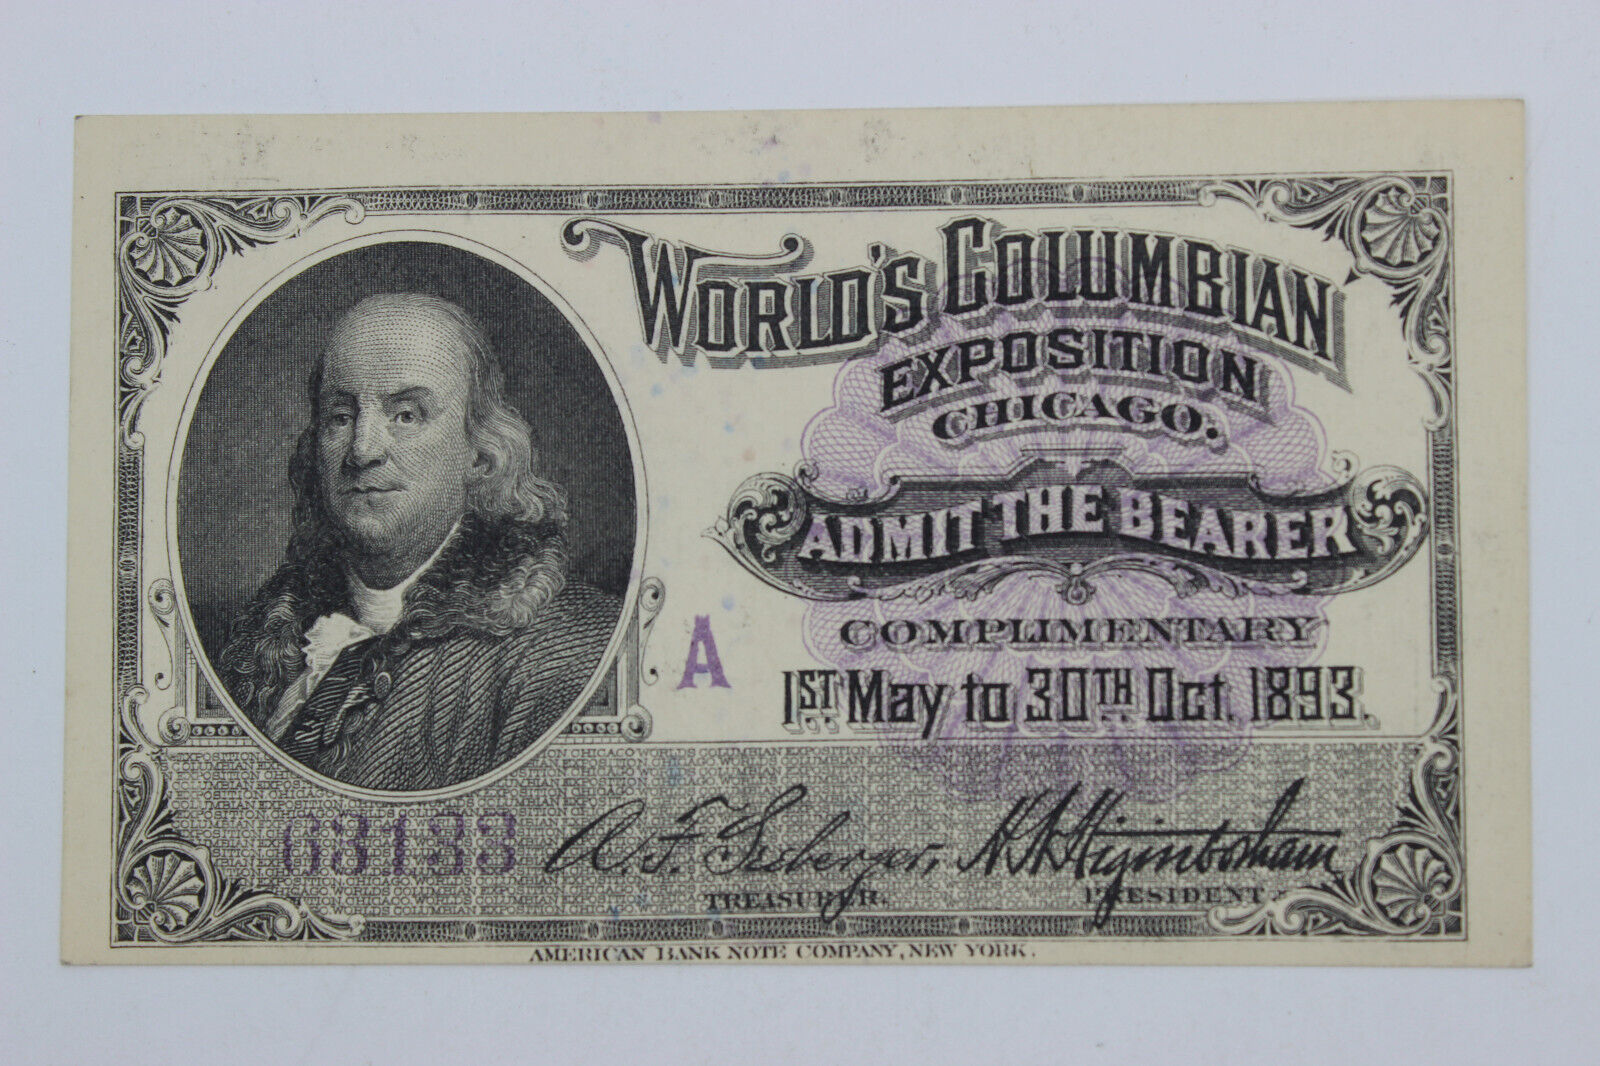 WORLD'S COLUMBIAN
EXPOSITION
CHICAGO.
ADMIT THE BEARER
COMPLIMENTARY
A
1ST May to 30TH Oct. 1893.
63133
A. F. Seeberger,
TREASURER.
H. N. Higinbotham
PRESIDENT.
AMERICAN BANK NOTE COMPANY, NEW YORK.